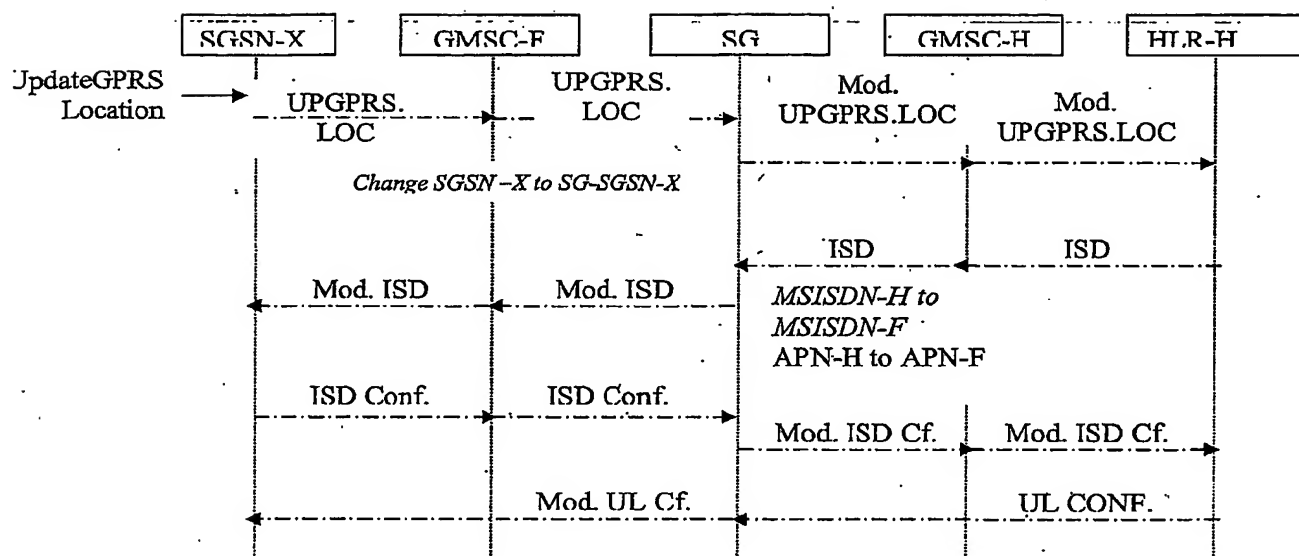 SGSN-X GMSC-F SG GMSC-H HLR-H
UpdateGPRS
Location
UPGPRS.
LOC
UPGPRS.
LOC
Mod.
UPGPRS.LOC
Mod.
UPGPRS.LOC
Change SGSN –X to SG-SGSN-X
ISD ISD
Mod. ISD Mod. ISD
MSISDN-H to
MSISDN-F
APN-H to APN-F
ISD Conf. ISD Conf.
Mod. ISD Cf. Mod. ISD Cf.
Mod. UL Cf. UL CONF.